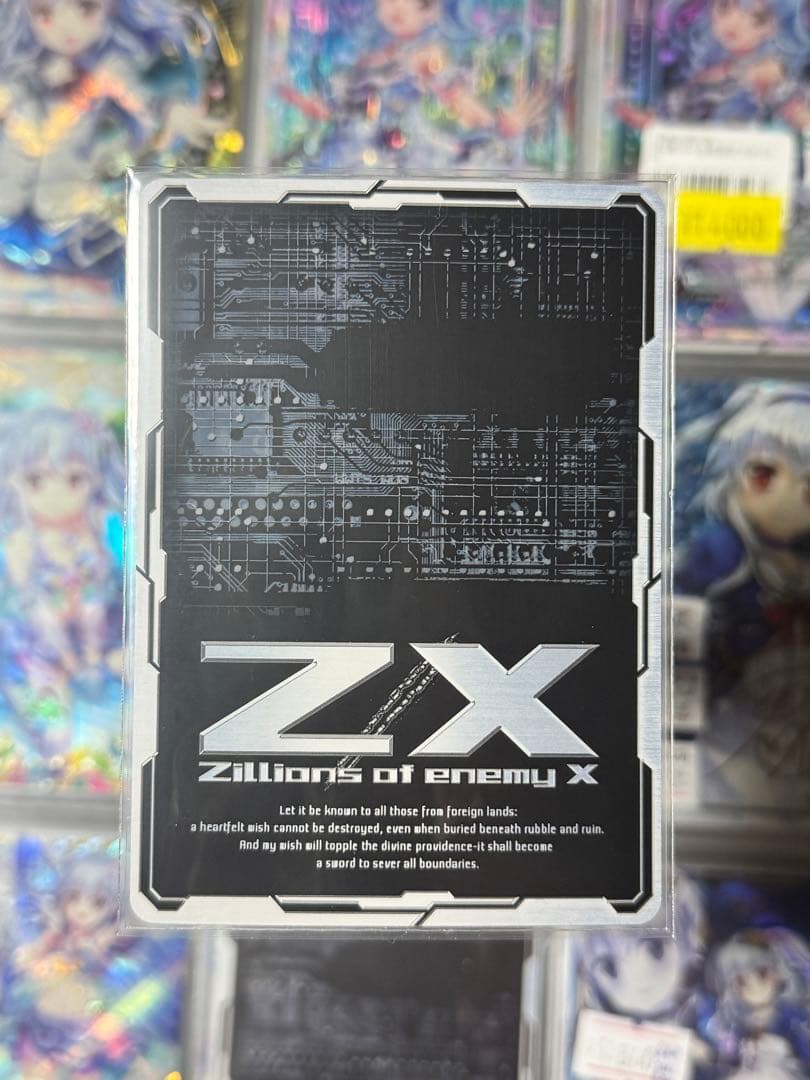 Z/X
Zillions of enemy X
Let it be known to all those from foreign lands:
a heartfelt wish cannot be destroyed, even when buried beneath rubble and ruin.
And my wish will topple the divine providence-it shall become
a sword to sever all boundaries.